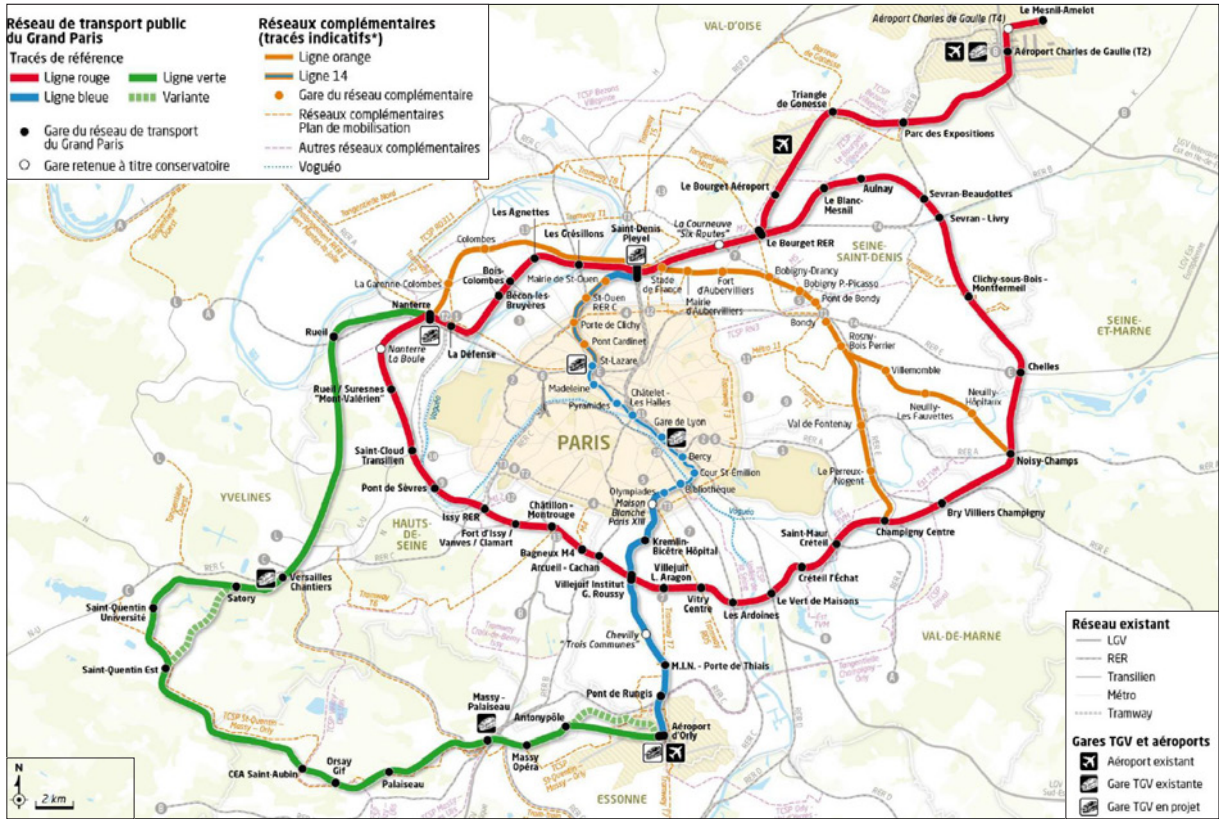 Réseau de transport public
du Grand Paris
Tracés de référence
Ligne rouge
Ligne verte
Ligne bleue
Variante
Gare du réseau de transport
du Grand Paris
Gare retenue à titre conservatoire
Réseaux complémentaires
(tracés indicatifs*)
Ligne orange
Ligne 14
Gare du réseau complémentaire
Réseaux complémentaires
Plan de mobilisation
Autres réseaux complémentaires
Voguéo
VAL-D'OISE
Aéroport Charles de Gaulle (T4)
Le Mesnil-Amelot
Aéroport Charles de Gaulle (T2)
Triangle
de Gonesse
Parc des Expositions
Le Bourget Aéroport
Le Blanc-
Mesnil
Aulnay
Sevran-Beaudottes
Sevran - Livry
Les Agnettes
Les Grésillons
Saint-Denis
Pleyel
La Courneuve
"Six Routes"
Le Bourget RER
SEINE-
SAINT-DENIS
Colombes
Bois-
Colombes
Mairie de St-Ouen
Stade
de France
Fort
d'Aubervilliers
Mairie
d'Aubervilliers
Bobigny-Drancy
Bobigny P.-Picasso
Pont de Bondy
Bondy
Clichy-sous-Bois -
Montfermeil
SEINE-
ET-MARNE
La Garenne-Colombes
Nanterre
Bécon-les-
Bruyères
St-Ouen
RER C
Porte de Clichy
Pont Cardinet
Rueil
Nanterre
La Boule
La Défense
St-Lazare
Rosny-
Bois Perrier
Villemomble
Chelles
Rueil / Suresnes
"Mont-Valérien"
Madeleine
Pyramides
Châtelet -
Les Halles
Neuilly-
Les Fauvettes
Neuilly-
Hôpitaux
PARIS
Gare de Lyon
Val de Fontenay
Saint-Cloud
Transilien
Bercy
Cour St-Émillion
Noisy-Champs
Le Perreux-
Nogent
Pont de Sèvres
Olympiades
Bibliothèque
YVELINES
HAUTS-
DE-SEINE
Issy RER
Châtillon-
Montrouge
Maison
Blanche
Paris XIII
Voguéo
Bry Villiers Champigny
Fort d'Issy /
Vanves / Clamart
Kremlin-
Bicêtre Hôpital
Saint-Maur
Créteil
Champigny Centre
Bagneux M4
Arcueil - Cachan
Villejuif Institut
G. Roussy
Villejuif
L. Aragon
Vitry
Centre
Créteil l'Échat
Le Vert de Maisons
Les Ardoines
Versailles
Chantiers
Satory
Saint-Quentin
Université
Chevilly
"Trois Communes"
VAL-DE-MARNE
Saint-Quentin Est
M.I.N. - Porte de Thiais
Pont de Rungis
Massy -
Palaiseau
Antonypôle
Aéroport
d'Orly
Massy
Opéra
CEA Saint-Aubin
Orsay
Gif
Palaiseau
ESSONNE
N
2 km
Réseau existant
LGV
RER
Transilien
Métro
Tramway
Gares TGV et aéroports
Aéroport existant
Gare TGV existante
Gare TGV en projet